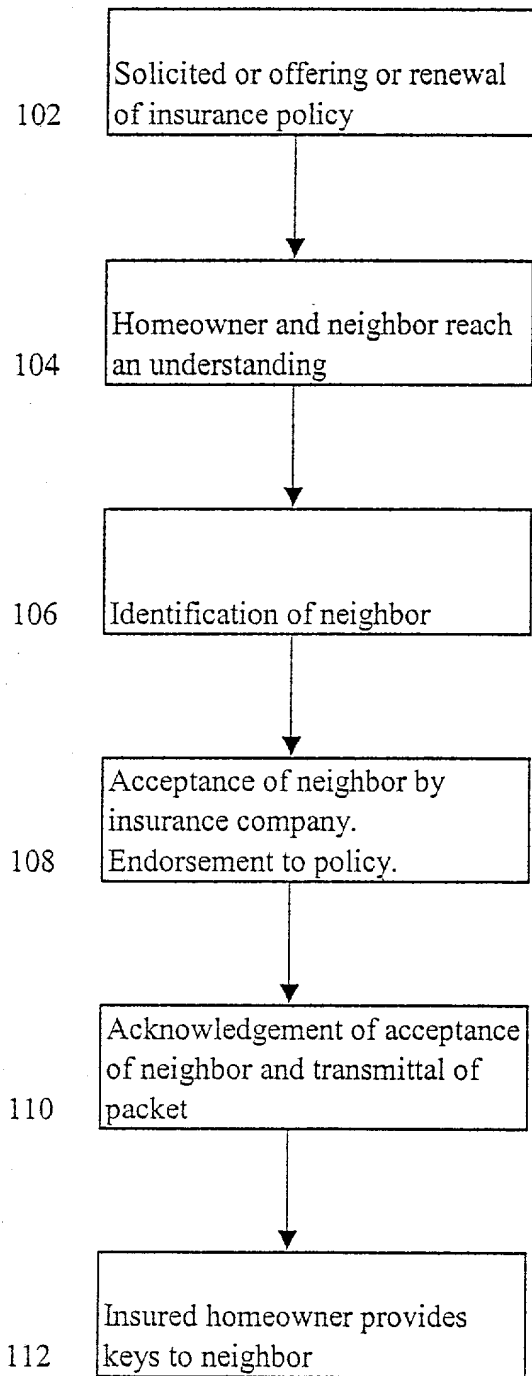 Solicited or offering or renewal
102 of insurance policy
Homeowner and neighbor reach
104 an understanding
106 Identification of neighbor
Acceptance of neighbor by
insurance company.
108 Endorsement to policy.
Acknowledgement of acceptance
of neighbor and transmittal of
110 packet
Insured homeowner provides
112 keys to neighbor